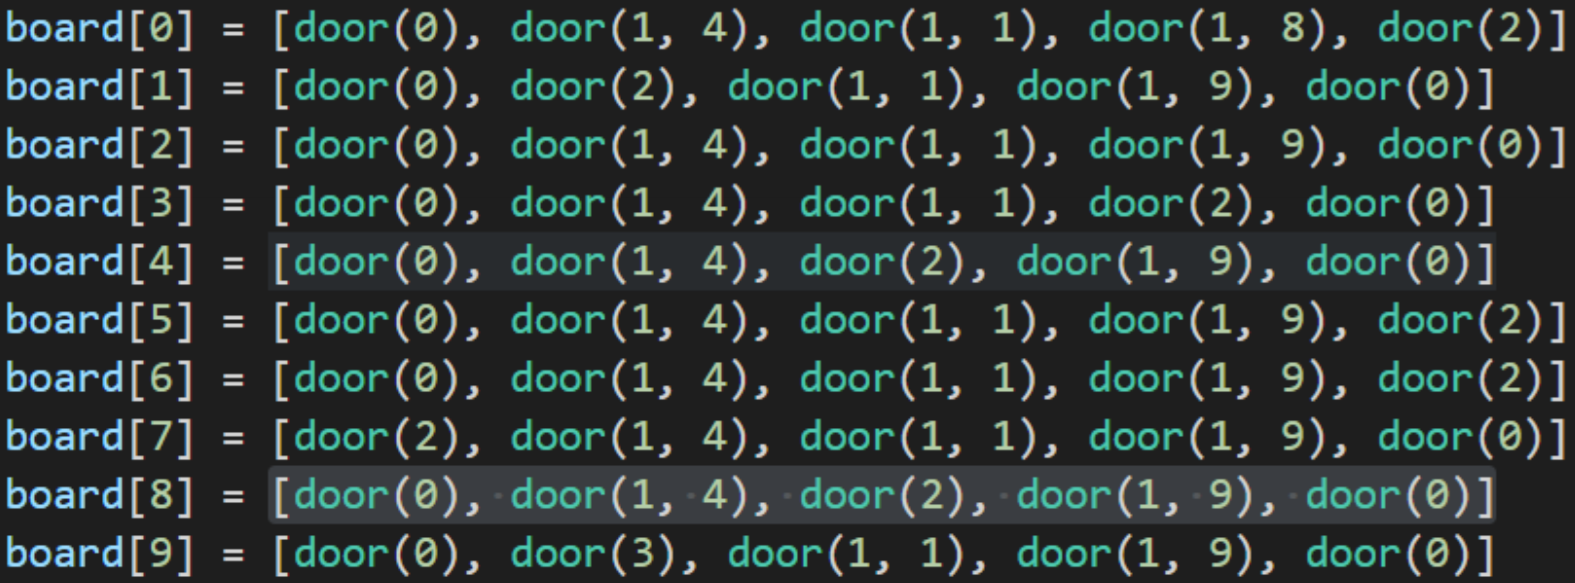 board[0] = [door(0), door(1, 4), door(1, 1), door(1, 8), door(2)]
board[1] = [door(0), door(2), door(1, 1), door(1, 9), door(0)]
board[2] = [door(0), door(1, 4), door(1, 1), door(1, 9), door(0)]
board[3] = [door(0), door(1, 4), door(1, 1), door(2), door(0)]
board[4] = [door(0), door(1, 4), door(2), door(1, 9), door(0)]
board[5] = [door(0), door(1, 4), door(1, 1), door(1, 9), door(2)]
board[6] = [door(0), door(1, 4), door(1, 1), door(1, 9), door(2)]
board[7] = [door(2), door(1, 4), door(1, 1), door(1, 9), door(0)]
board[8] = [door(0), door(1, 4), door(2), door(1, 9), door(0)]
board[9] = [door(0), door(3), door(1, 1), door(1, 9), door(0)]